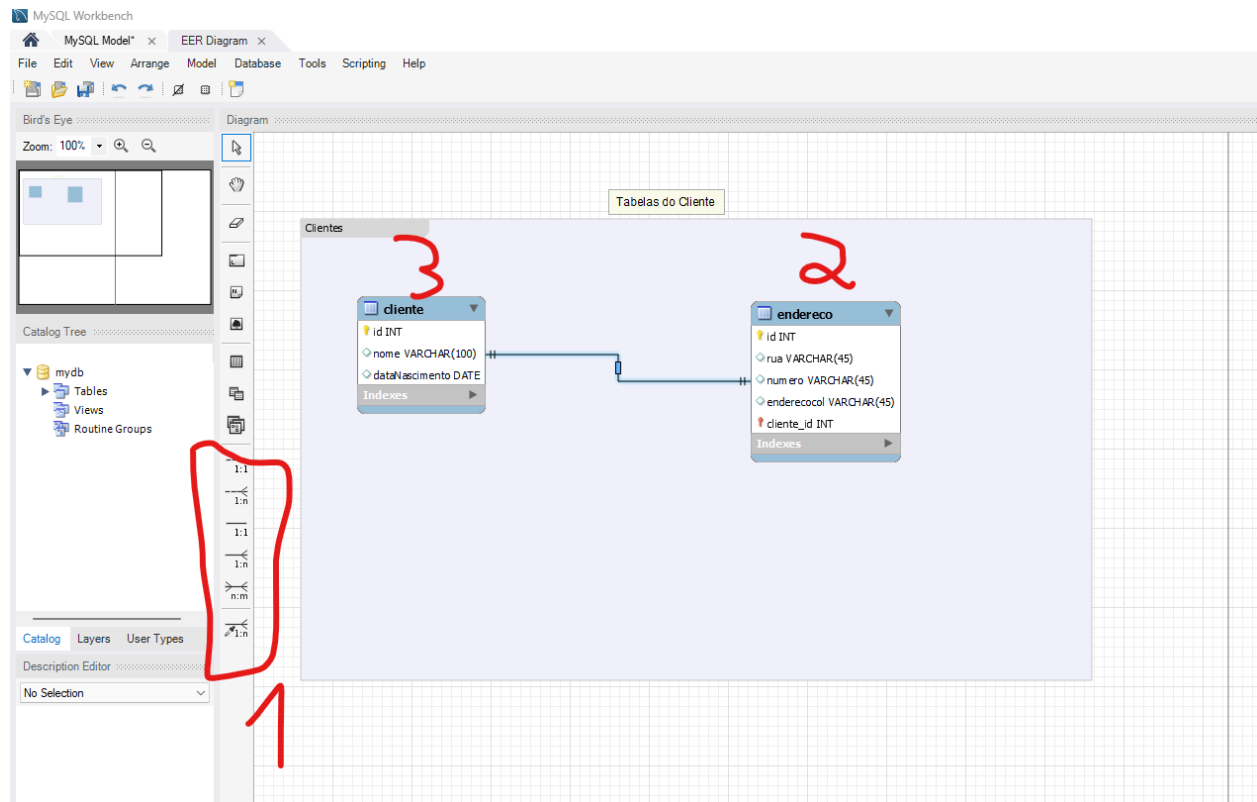 MySQL Workbench
MySQL Model* × EER Diagram ×
File Edit View Arrange Model Database Tools Scripting Help
Bird's Eye
Diagram
Zoom: 100%
Tabelas do Cliente
Clientes
3
2
cliente
id INT
nome VARCHAR(100)
dataNascimento DATE
Indexes
endereco
id INT
rua VARCHAR(45)
numero VARCHAR(45)
enderecocol VARCHAR(45)
cliente_id INT
Indexes
Catalog Tree
mydb
Tables
Views
Routine Groups
1:1
1:n
1:1
1:n
n:m
1:n
1
Catalog Layers User Types
Description Editor
No Selection